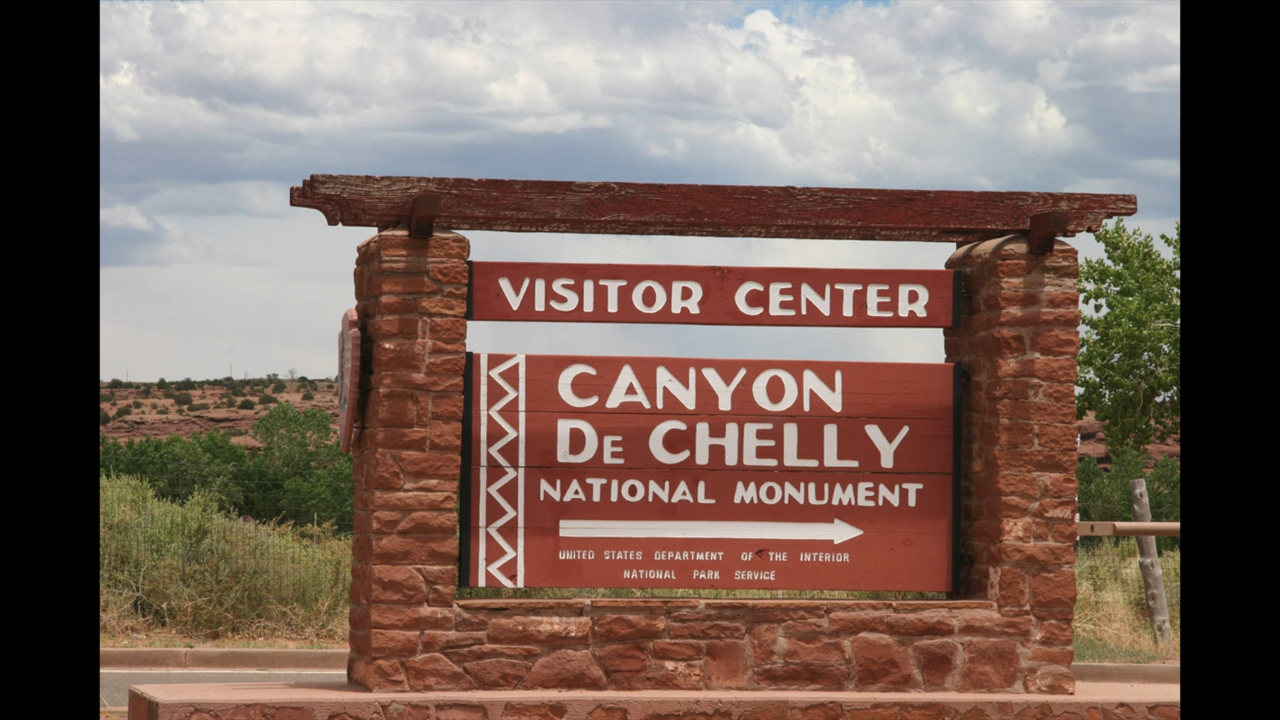 VISITOR CENTER
CANYON
DE CHELLY
NATIONAL MONUMENT
UNITED STATES DEPARTMENT OF THE INTERIOR
NATIONAL PARK SERVICE